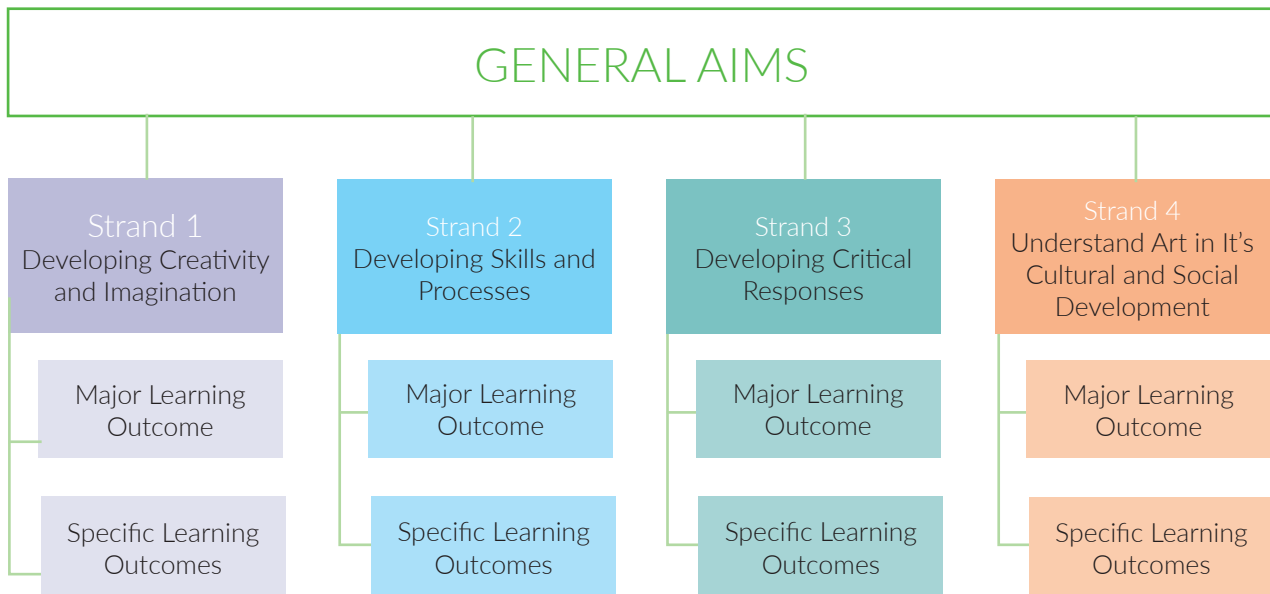 GENERAL AIMS
Strand 1
Developing Creativity
and Imagination
Major Learning
Outcome
Specific Learning
Outcomes
Strand 2
Developing Skills and
Processes
Major Learning
Outcome
Specific Learning
Outcomes
Strand 3
Developing Critical
Responses
Major Learning
Outcome
Specific Learning
Outcomes
Strand 4
Understand Art in It’s
Cultural and Social
Development
Major Learning
Outcome
Specific Learning
Outcomes